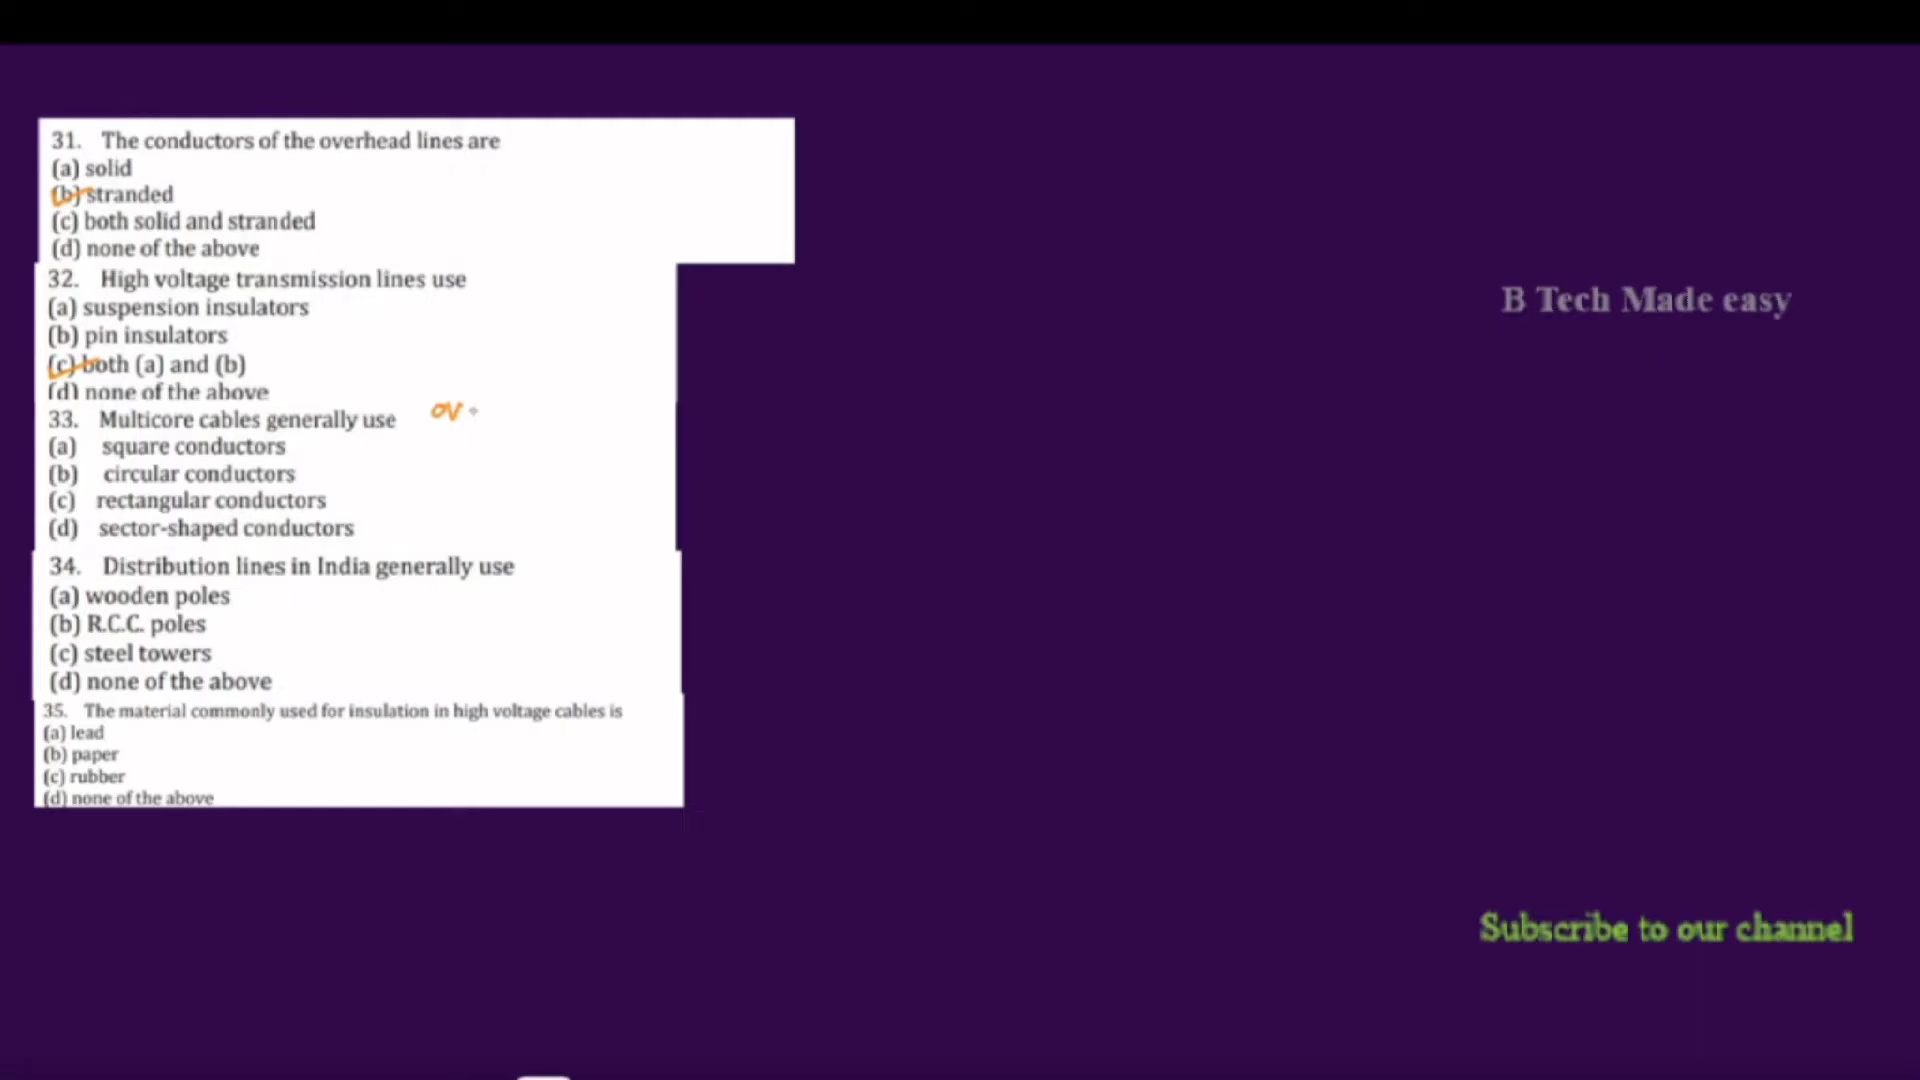 31. The conductors of the overhead lines are
(a) solid
(b) stranded
(c) both solid and stranded
(d) none of the above
32. High voltage transmission lines use
(a) suspension insulators
(b) pin insulators
(c) both (a) and (b)
(d) none of the above
33. Multicore cables generally use
ov
(a) square conductors
(b) circular conductors
(c) rectangular conductors
(d) sector-shaped conductors
34. Distribution lines in India generally use
(a) wooden poles
(b) R.C.C. poles
(c) steel towers
(d) none of the above
35. The material commonly used for insulation in high voltage cables is
(a) lead
(b) paper
(c) rubber
(d) none of the above
B Tech Made easy
Subscribe to our channel